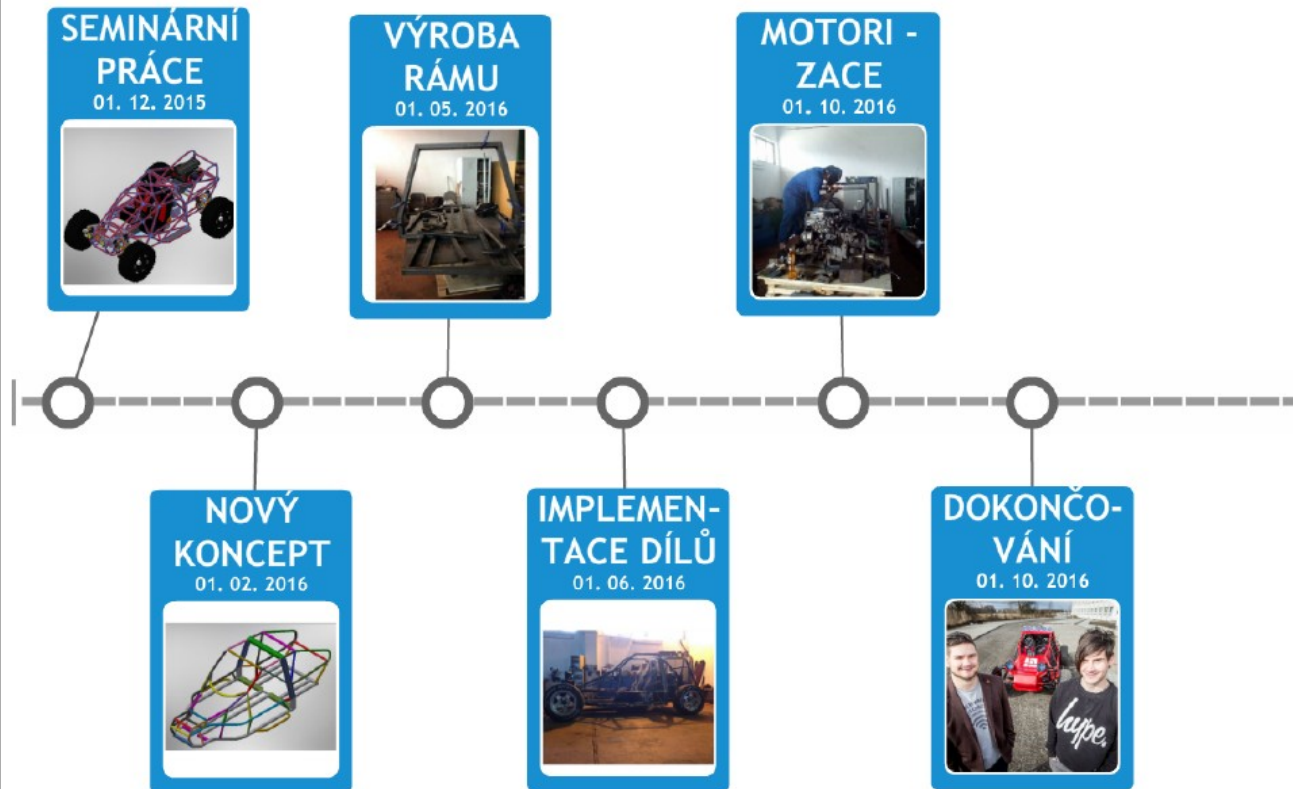 SEMINÁRNÍ
PRÁCE
01. 12. 2015
VÝROBA
RÁMU
01. 05. 2016
MOTORI -
ZACE
01. 10. 2016
NOVÝ
KONCEPT
01. 02. 2016
IMPLEMEN-
TACE DÍLŮ
01. 06. 2016
DOKONČO-
VÁNÍ
01. 10. 2016
hype.